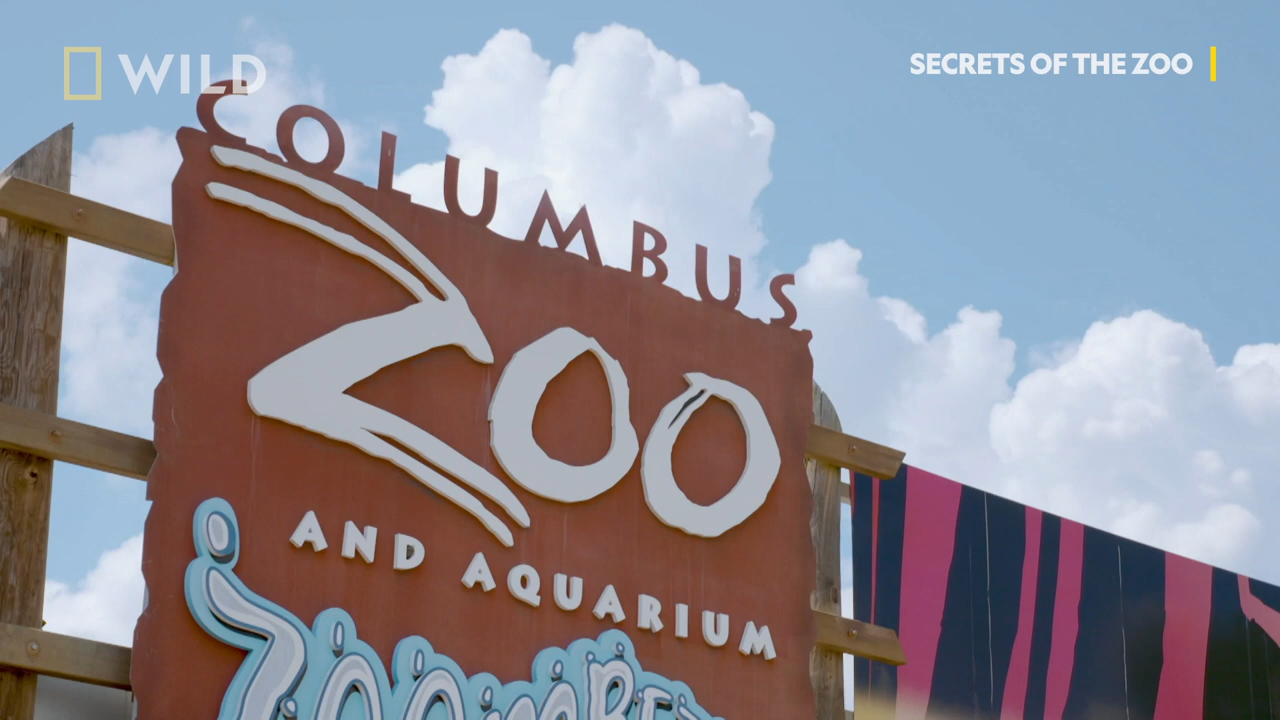 WILD
SECRETS OF THE ZOO
COLUMBUS
ZOO
AND AQUARIUM